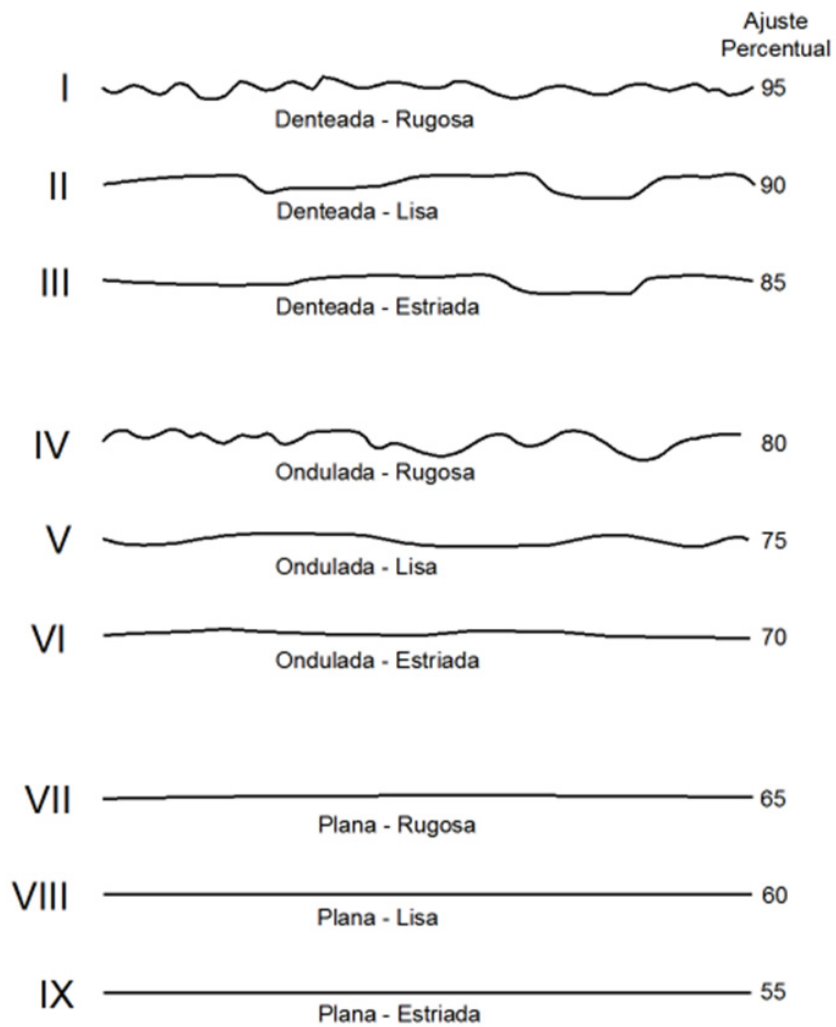 Ajuste
Percentual
I 95
Denteada - Rugosa
II 90
Denteada - Lisa
III 85
Denteada - Estriada
IV 80
Ondulada - Rugosa
V 75
Ondulada - Lisa
VI 70
Ondulada - Estriada
VII 65
Plana - Rugosa
VIII 60
Plana - Lisa
IX 55
Plana - Estriada